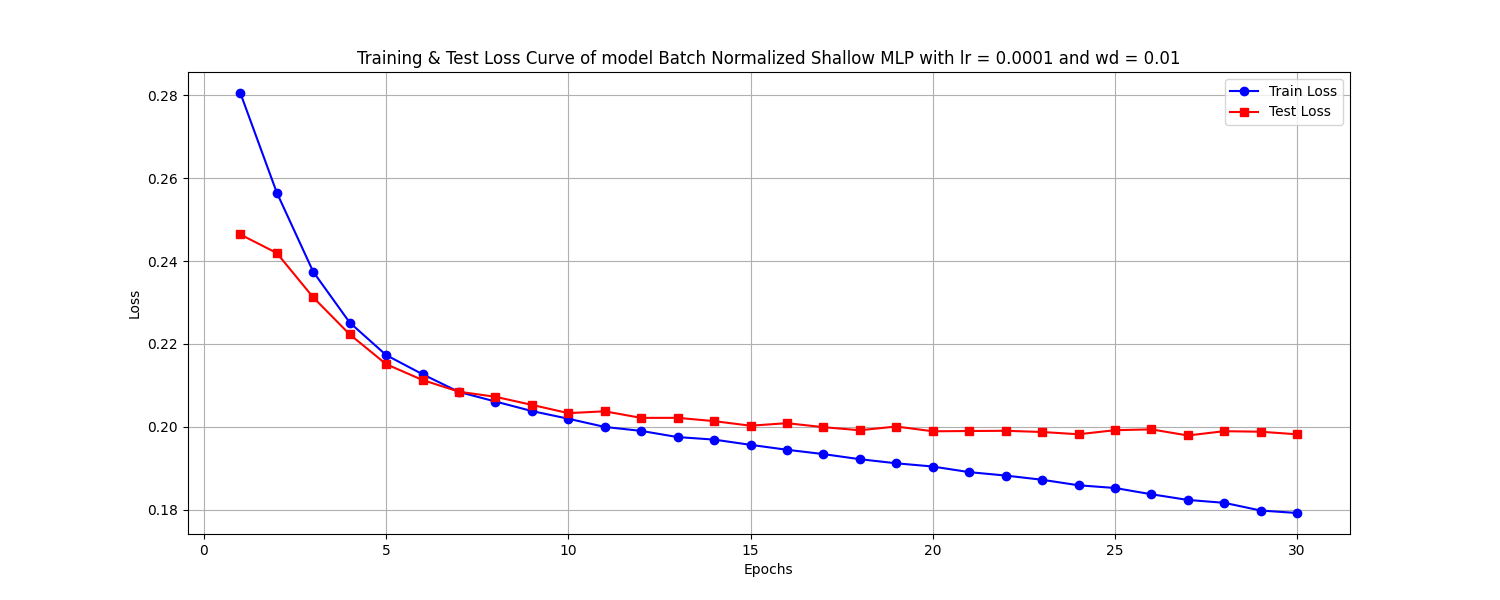 Training & Test Loss Curve of model Batch Normalized Shallow MLP with lr = 0.0001 and wd = 0.01
Train Loss
Test Loss
0.28
0.26
0.24
0.22
0.20
0.18
Loss
0 5 10 15 20 25 30
Epochs